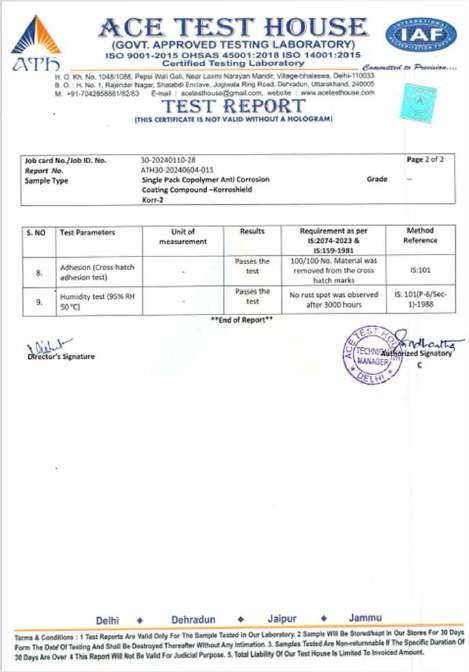 ACE TEST HOUSE
(GOVT. APPROVED TESTING LABORATORY)
ISO 9001-2015 OHSAS 45001:2018 ISO 14001:2015
Certified Testing Laboratory
ATH
INTERNATIONAL
IAF
Committed to Provision....
H. O. Kh. No. 1048/1088, Pepsi Wali Gali, Near Laxmi Narayan Mandir, Village-bhalaswa, Delhi-110033
B. O. : H. No. 1, Rajender Nagar, Shatabdi Enclave, Jogiwala Ring Road, Dahradun, Uttarakhand, 248005
M: +91-7042858881/82/83 E-mail : acetesthouse@gmail.com, website : www.acetesthouse.com
TEST REPORT
(THIS CERTIFICATE IS NOT VALID WITHOUT A HOLOGRAM)
Job card No./Job ID. No. 30-20240110-28 Page 2 of 2
Report No. ATH30-20240604-011
Sample Type Single Pack Copolymer Anti Corrosion Grade --
Coating Compound –Korroshield
Korr-2
S. NO Test Parameters Unit of measurement Results Requirement as per IS:2074-2023 & IS:159-1981 Method Reference
8. Adhesion (Cross-hatch adhesion test) - Passes the test 100/100 No. Material was removed from the cross hatch marks IS:101
9. Humidity test (95% RH 50 °C) - Passes the test No rust spot was observed after 3000 hours IS: 101(P-6/Sec-1)-1988
**End of Report**
Director's Signature
ACE TEST HOUSE
TECHNICAL
MANAGER
DELHI
Authorized Signatory
C
Delhi ◆ Dehradun ◆ Jaipur ◆ Jammu
Terms & Conditions : 1 Test Reports Are Valid Only For The Sample Tested In Our Laboratory. 2 Sample Will Be Stored/kept in Our Stores For 30 Days
Form The Date Of Testing And Shall Be Destroyed Thereafter Without Any Intimation. 3. Samples Tested Are Non-returnable If The Specific Duration Of
30 Days Are Over 4 This Report Will Not Be Valid For Judicial Purpose. 5. Total Liability Of Our Test House Is Limited To Invoiced Amount.